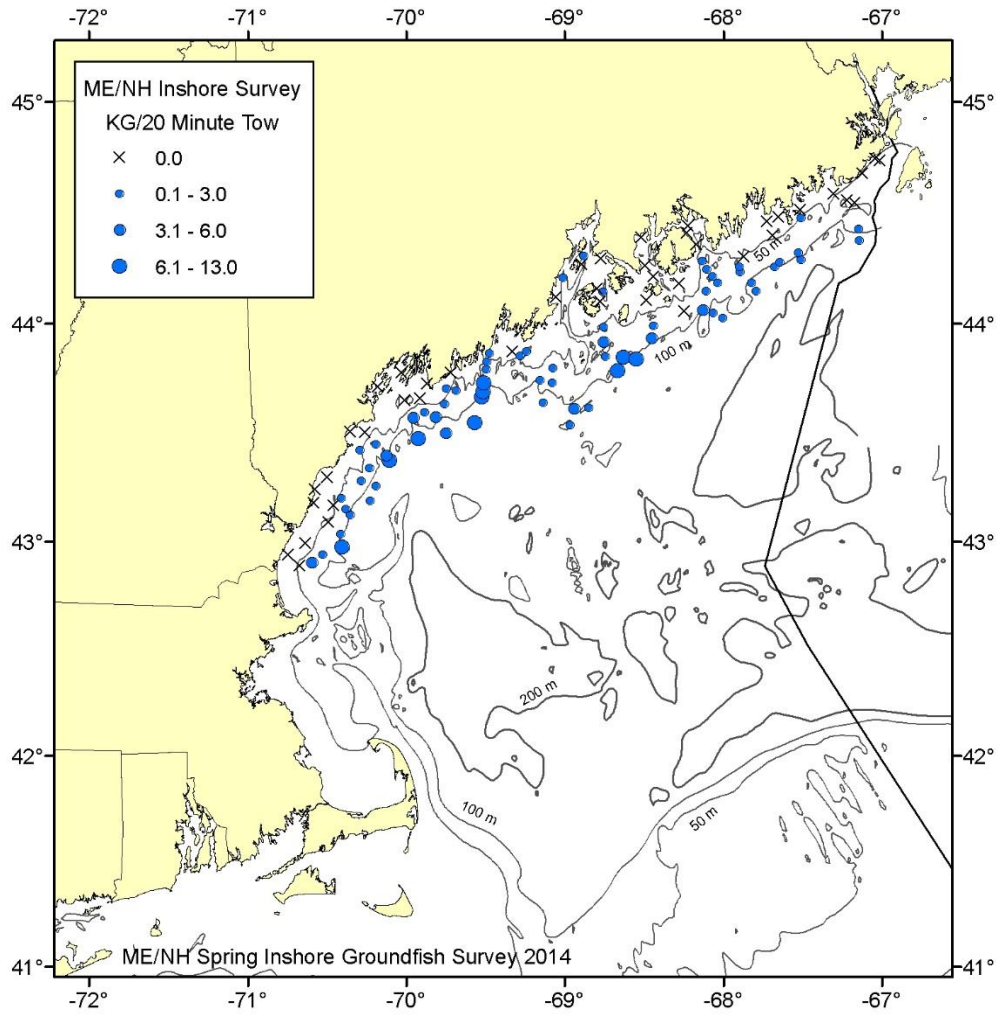 -72° -71° -70° -69° -68° -67°
ME/NH Inshore Survey
KG/20 Minute Tow
0.0
0.1 - 3.0
3.1 - 6.0
6.1 - 13.0
45° 45°
50 m
44° 44°
100 m
43° 43°
200 m
42° 42°
100 m
50 m
ME/NH Spring Inshore Groundfish Survey 2014
41° 41°
-72° -71° -70° -69° -68° -67°